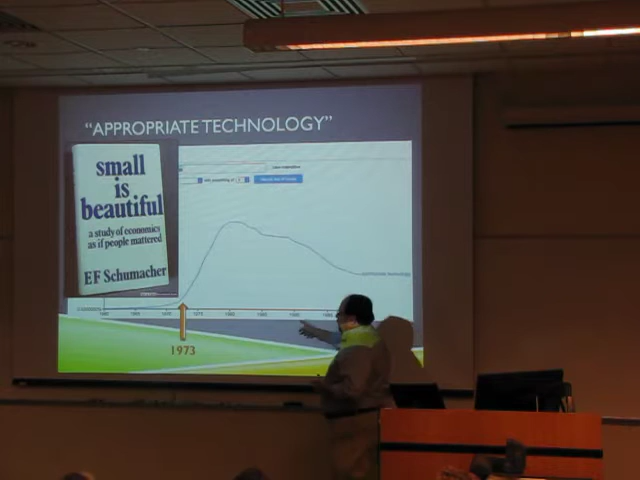 "APPROPRIATE TECHNOLOGY"
small
is
beautiful
a study of economics
as if people mattered
EF Schumacher
1973